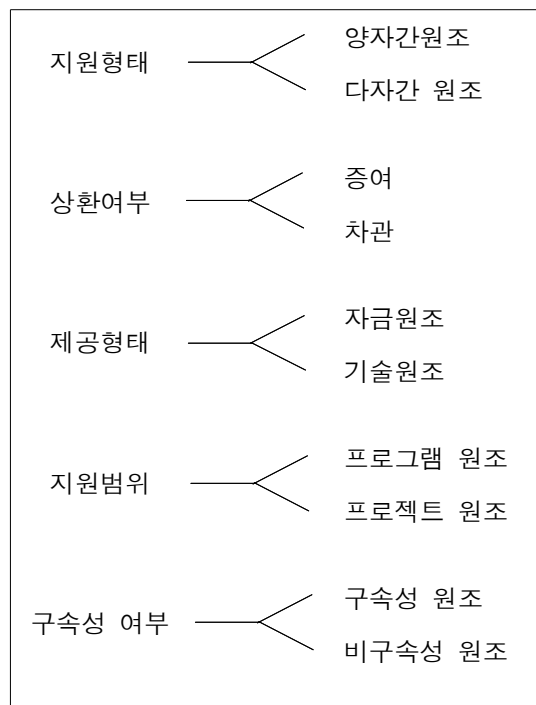 지원형태
양자간원조
다자간 원조
상환여부
증여
차관
제공형태
자금원조
기술원조
지원범위
프로그램 원조
프로젝트 원조
구속성 여부
구속성 원조
비구속성 원조